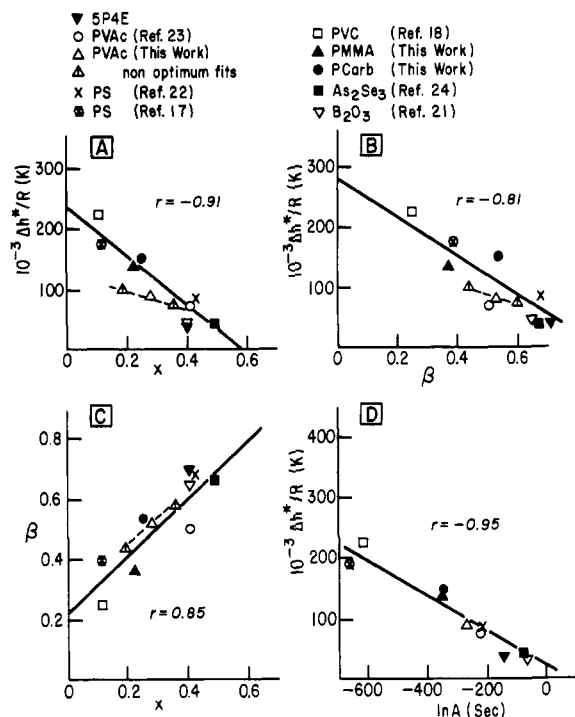 5P4E
PVAc (Ref. 23)
PVAc (This Work)
non optimum fits
PS (Ref. 22)
PS (Ref. 17)
PVC (Ref. 18)
PMMA (This Work)
PCarb (This Work)
As₂Se₃ (Ref. 24)
B₂O₃ (Ref. 21)
A
r = -0.91
10⁻³ Δh*/R (K)
300
200
100
0 0.2 0.4 0.6
x
B
r = -0.81
10⁻³ Δh*/R (K)
300
200
100
0 0.2 0.4 0.6
β
C
r = 0.85
β
0.8
0.6
0.4
0.2
0 0.2 0.4 0.6
x
D
r = -0.95
10⁻³ Δh*/R (K)
400
300
200
100
-600 -400 -200 0
lnA (Sec)